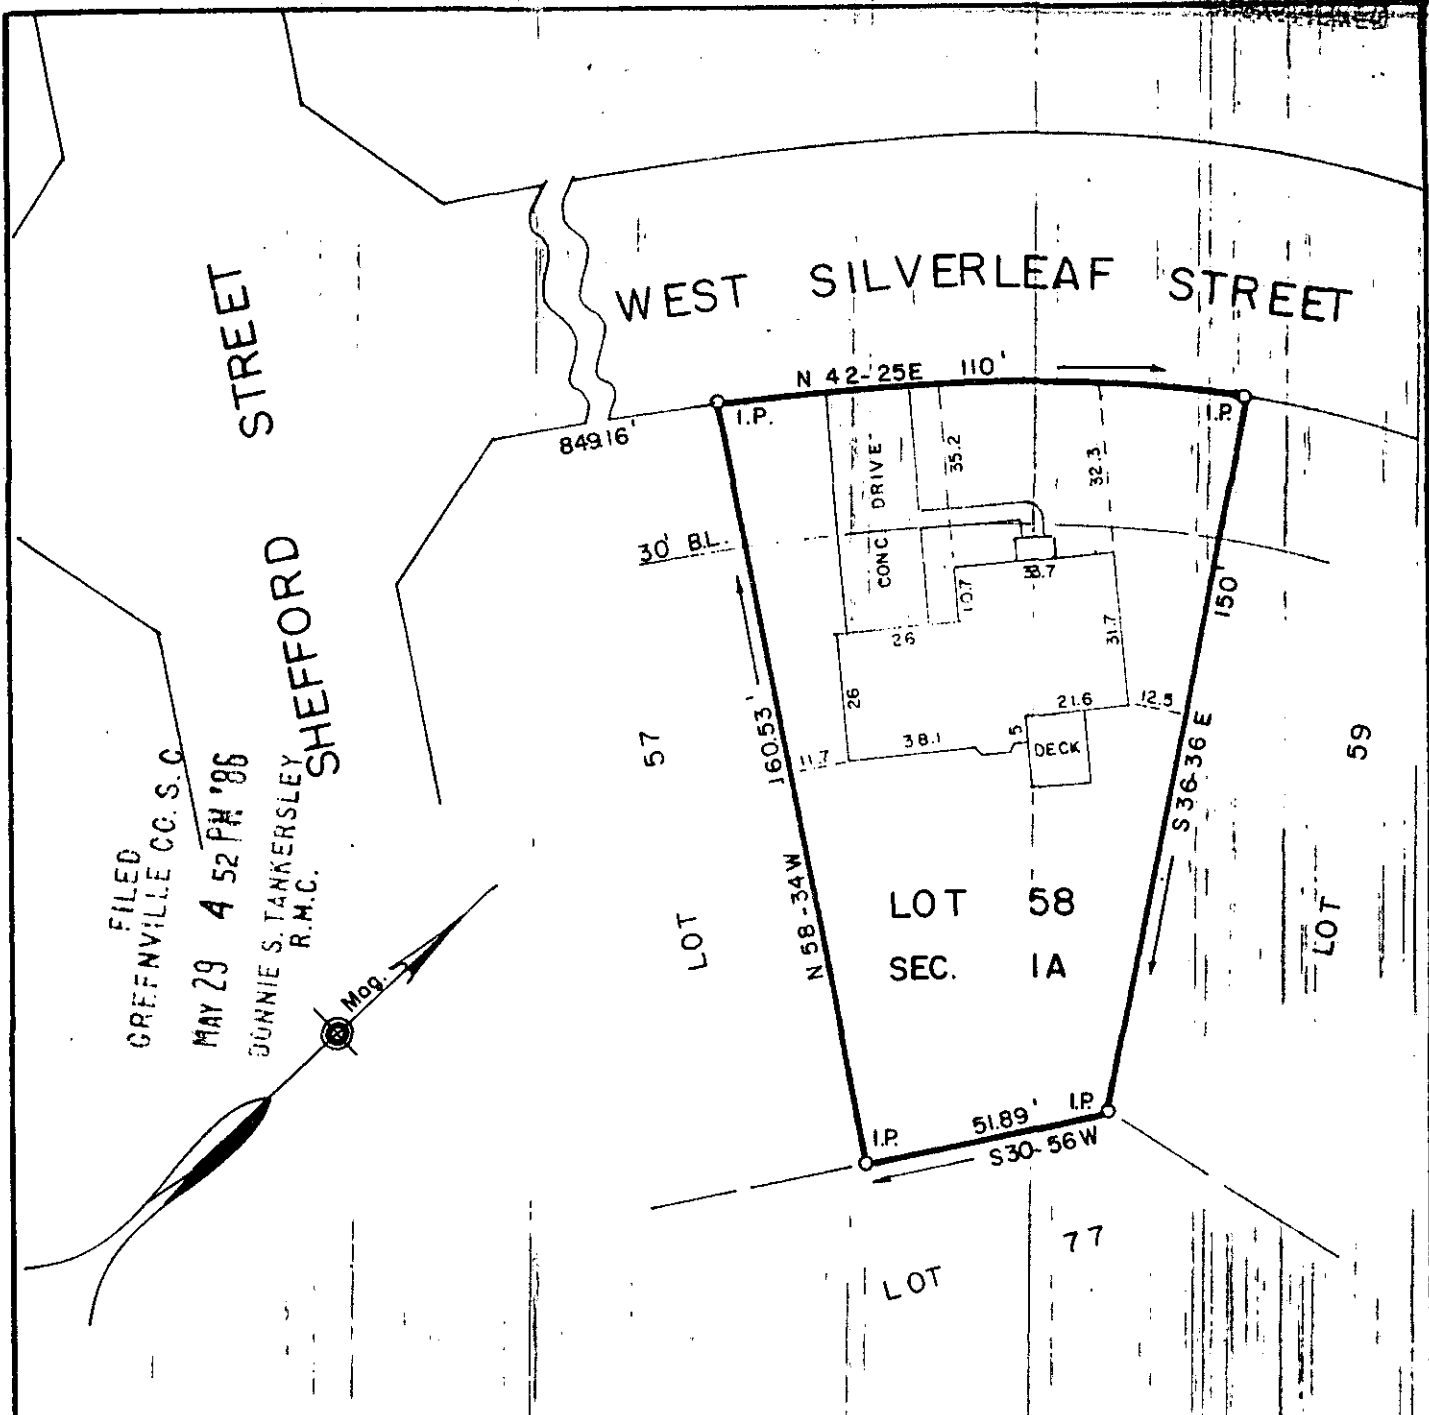 WEST SILVERLEAF STREET
N 42-25E 110'
I.P.
I.P.
849.16'
SHEFFORD STREET
35.2
32.3
CONC DRIVE
30' B.L.
33.7
10.7
26
31.7
150'
26
21.6
12.5
160.53'
38.1
5
DECK
11.7
S 36-36 E
LOT 57
LOT 59
N 58-34W
LOT 58
SEC. 1A
FILED
GREENVILLE CO. S. C
MAY 29 4 52 PM '86
DONNIE S. TANKERSLEY
R.M.C.
Mag.
I.P.
51.89'
I.P.
S30-56W
LOT 77